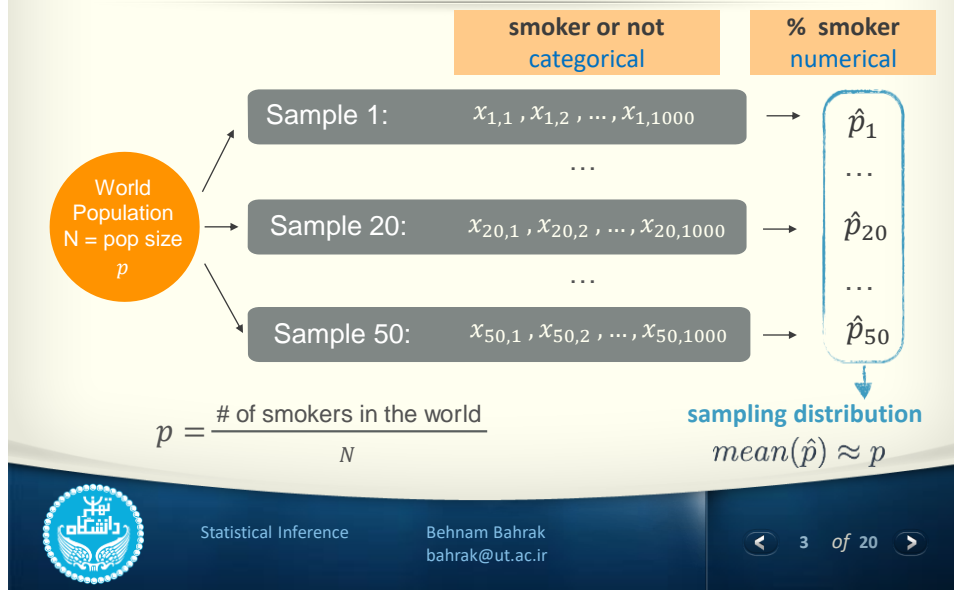 smoker or not
categorical
% smoker
numerical
Sample 1: x1,1 , x1,2 , ... , x1,1000
p̂1
...
...
World
Population
N = pop size
p
Sample 20: x20,1 , x20,2 , ... , x20,1000
p̂20
...
...
Sample 50: x50,1 , x50,2 , ... , x50,1000
p̂50
p = # of smokers in the world
N
sampling distribution
mean(p̂) ≈ p
دانشگاه
تهران
Statistical Inference
Behnam Bahrak
bahrak@ut.ac.ir
< 3 of 20 >